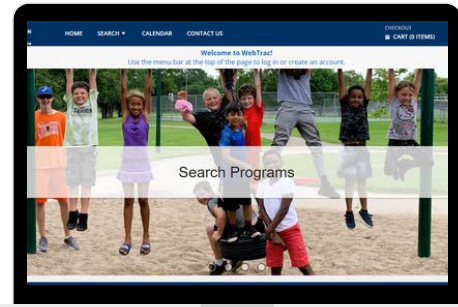 HOME SEARCH ▾ CALENDAR CONTACT US
CHECKOUT
CART (0 ITEMS)
Welcome to WebTrac!
Use the menu bar at the top of the page to log in or create an account.
Search Programs